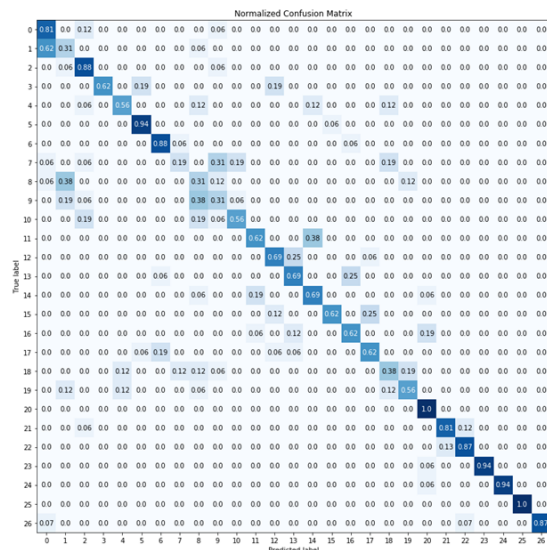 Normalized Confusion Matrix
0 0.81 0.0 0.12 0.0 0.0 0.0 0.0 0.0 0.0 0.06 0.0 0.0 0.0 0.0 0.0 0.0 0.0 0.0 0.0 0.0 0.0 0.0 0.0 0.0 0.0 0.0 0.0
1 0.62 0.31 0.0 0.0 0.0 0.0 0.0 0.0 0.06 0.0 0.0 0.0 0.0 0.0 0.0 0.0 0.0 0.0 0.0 0.0 0.0 0.0 0.0 0.0 0.0 0.0 0.0
2 0.0 0.06 0.88 0.0 0.0 0.0 0.0 0.0 0.0 0.06 0.0 0.0 0.0 0.0 0.0 0.0 0.0 0.0 0.0 0.0 0.0 0.0 0.0 0.0 0.0 0.0 0.0
3 0.0 0.0 0.0 0.62 0.0 0.19 0.0 0.0 0.0 0.0 0.0 0.0 0.19 0.0 0.0 0.0 0.0 0.0 0.0 0.0 0.0 0.0 0.0 0.0 0.0 0.0 0.0
4 0.0 0.0 0.06 0.0 0.56 0.0 0.0 0.0 0.12 0.0 0.0 0.0 0.0 0.0 0.12 0.0 0.0 0.0 0.12 0.0 0.0 0.0 0.0 0.0 0.0 0.0 0.0
5 0.0 0.0 0.0 0.0 0.0 0.94 0.0 0.0 0.0 0.0 0.0 0.0 0.0 0.0 0.0 0.06 0.0 0.0 0.0 0.0 0.0 0.0 0.0 0.0 0.0 0.0 0.0
6 0.0 0.0 0.0 0.0 0.0 0.0 0.88 0.06 0.0 0.0 0.0 0.0 0.0 0.0 0.0 0.0 0.06 0.0 0.0 0.0 0.0 0.0 0.0 0.0 0.0 0.0 0.0
7 0.06 0.0 0.06 0.0 0.0 0.0 0.0 0.19 0.0 0.31 0.19 0.0 0.0 0.0 0.0 0.0 0.0 0.0 0.19 0.0 0.0 0.0 0.0 0.0 0.0 0.0 0.0
8 0.06 0.38 0.0 0.0 0.0 0.0 0.0 0.0 0.31 0.12 0.0 0.0 0.0 0.0 0.0 0.0 0.0 0.0 0.0 0.12 0.0 0.0 0.0 0.0 0.0 0.0 0.0
9 0.0 0.19 0.06 0.0 0.0 0.0 0.0 0.0 0.38 0.31 0.06 0.0 0.0 0.0 0.0 0.0 0.0 0.0 0.0 0.0 0.0 0.0 0.0 0.0 0.0 0.0 0.0
10 0.0 0.0 0.19 0.0 0.0 0.0 0.0 0.0 0.19 0.06 0.56 0.0 0.0 0.0 0.0 0.0 0.0 0.0 0.0 0.0 0.0 0.0 0.0 0.0 0.0 0.0 0.0
11 0.0 0.0 0.0 0.0 0.0 0.0 0.0 0.0 0.0 0.0 0.0 0.62 0.0 0.0 0.38 0.0 0.0 0.0 0.0 0.0 0.0 0.0 0.0 0.0 0.0 0.0 0.0
12 0.0 0.0 0.0 0.0 0.0 0.0 0.0 0.0 0.0 0.0 0.0 0.0 0.69 0.25 0.0 0.0 0.0 0.06 0.0 0.0 0.0 0.0 0.0 0.0 0.0 0.0 0.0
13 0.0 0.0 0.0 0.0 0.0 0.0 0.06 0.0 0.0 0.0 0.0 0.0 0.0 0.69 0.0 0.0 0.25 0.0 0.0 0.0 0.0 0.0 0.0 0.0 0.0 0.0 0.0
True label
14 0.0 0.0 0.0 0.0 0.0 0.0 0.0 0.0 0.06 0.0 0.0 0.19 0.0 0.0 0.69 0.0 0.0 0.0 0.0 0.0 0.06 0.0 0.0 0.0 0.0 0.0 0.0
15 0.0 0.0 0.0 0.0 0.0 0.0 0.0 0.0 0.0 0.0 0.0 0.0 0.12 0.0 0.0 0.62 0.0 0.25 0.0 0.0 0.0 0.0 0.0 0.0 0.0 0.0 0.0
16 0.0 0.0 0.0 0.0 0.0 0.0 0.0 0.0 0.0 0.0 0.0 0.06 0.0 0.12 0.0 0.0 0.62 0.0 0.0 0.0 0.19 0.0 0.0 0.0 0.0 0.0 0.0
17 0.0 0.0 0.0 0.0 0.0 0.06 0.19 0.0 0.0 0.0 0.0 0.0 0.06 0.06 0.0 0.0 0.0 0.62 0.0 0.0 0.0 0.0 0.0 0.0 0.0 0.0 0.0
18 0.0 0.0 0.0 0.0 0.12 0.0 0.0 0.12 0.12 0.06 0.0 0.0 0.0 0.0 0.0 0.0 0.0 0.0 0.38 0.19 0.0 0.0 0.0 0.0 0.0 0.0 0.0
19 0.0 0.12 0.0 0.0 0.12 0.0 0.0 0.0 0.06 0.0 0.0 0.0 0.0 0.0 0.0 0.0 0.0 0.0 0.12 0.56 0.0 0.0 0.0 0.0 0.0 0.0 0.0
20 0.0 0.0 0.0 0.0 0.0 0.0 0.0 0.0 0.0 0.0 0.0 0.0 0.0 0.0 0.0 0.0 0.0 0.0 0.0 0.0 1.0 0.0 0.0 0.0 0.0 0.0 0.0
21 0.0 0.0 0.06 0.0 0.0 0.0 0.0 0.0 0.0 0.0 0.0 0.0 0.0 0.0 0.0 0.0 0.0 0.0 0.0 0.0 0.0 0.81 0.12 0.0 0.0 0.0 0.0
22 0.0 0.0 0.0 0.0 0.0 0.0 0.0 0.0 0.0 0.0 0.0 0.0 0.0 0.0 0.0 0.0 0.0 0.0 0.0 0.0 0.0 0.13 0.87 0.0 0.0 0.0 0.0
23 0.0 0.0 0.0 0.0 0.0 0.0 0.0 0.0 0.0 0.0 0.0 0.0 0.0 0.0 0.0 0.0 0.0 0.0 0.0 0.0 0.06 0.0 0.0 0.94 0.0 0.0 0.0
24 0.0 0.0 0.0 0.0 0.0 0.0 0.0 0.0 0.0 0.0 0.0 0.0 0.0 0.0 0.0 0.0 0.0 0.0 0.0 0.0 0.06 0.0 0.0 0.0 0.94 0.0 0.0
25 0.0 0.0 0.0 0.0 0.0 0.0 0.0 0.0 0.0 0.0 0.0 0.0 0.0 0.0 0.0 0.0 0.0 0.0 0.0 0.0 0.0 0.0 0.0 0.0 0.0 1.0 0.0
26 0.07 0.0 0.0 0.0 0.0 0.0 0.0 0.0 0.0 0.0 0.0 0.0 0.0 0.0 0.0 0.0 0.0 0.0 0.0 0.0 0.0 0.0 0.07 0.0 0.0 0.0 0.87
0 1 2 3 4 5 6 7 8 9 10 11 12 13 14 15 16 17 18 19 20 21 22 23 24 25 26
Predicted label